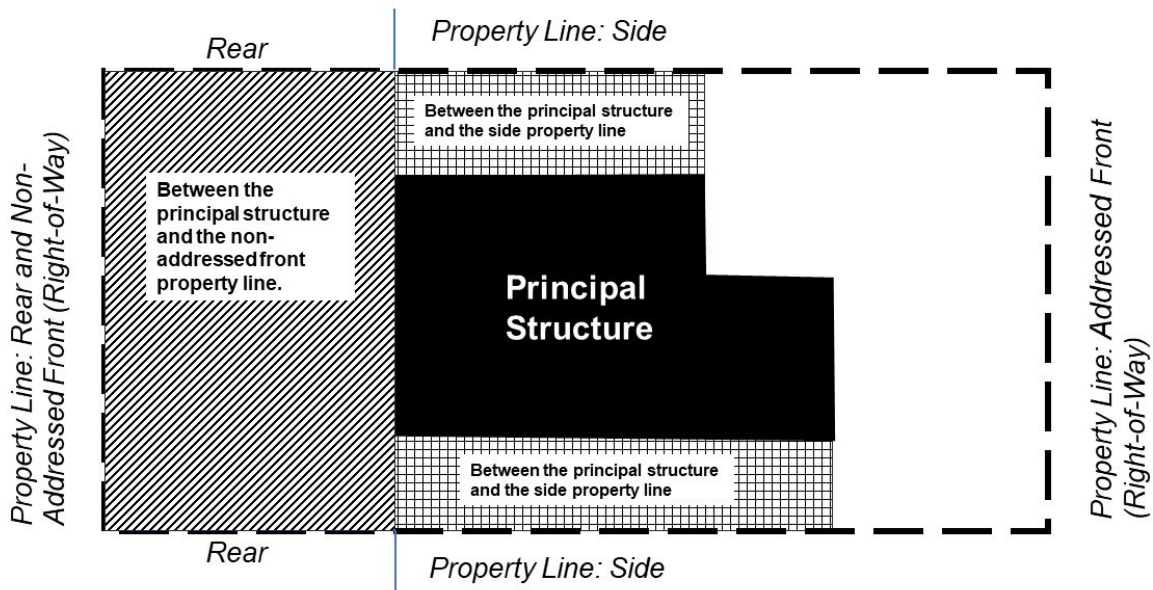 Rear
Property Line: Side
Between the principal structure
and the side property line
Property Line: Rear and Non-
Addressed Front (Right-of-Way)
Between the
principal structure
and the non-
addressed front
property line.
Principal
Structure
Property Line: Addressed Front
(Right-of-Way)
Between the principal structure
and the side property line
Rear
Property Line: Side